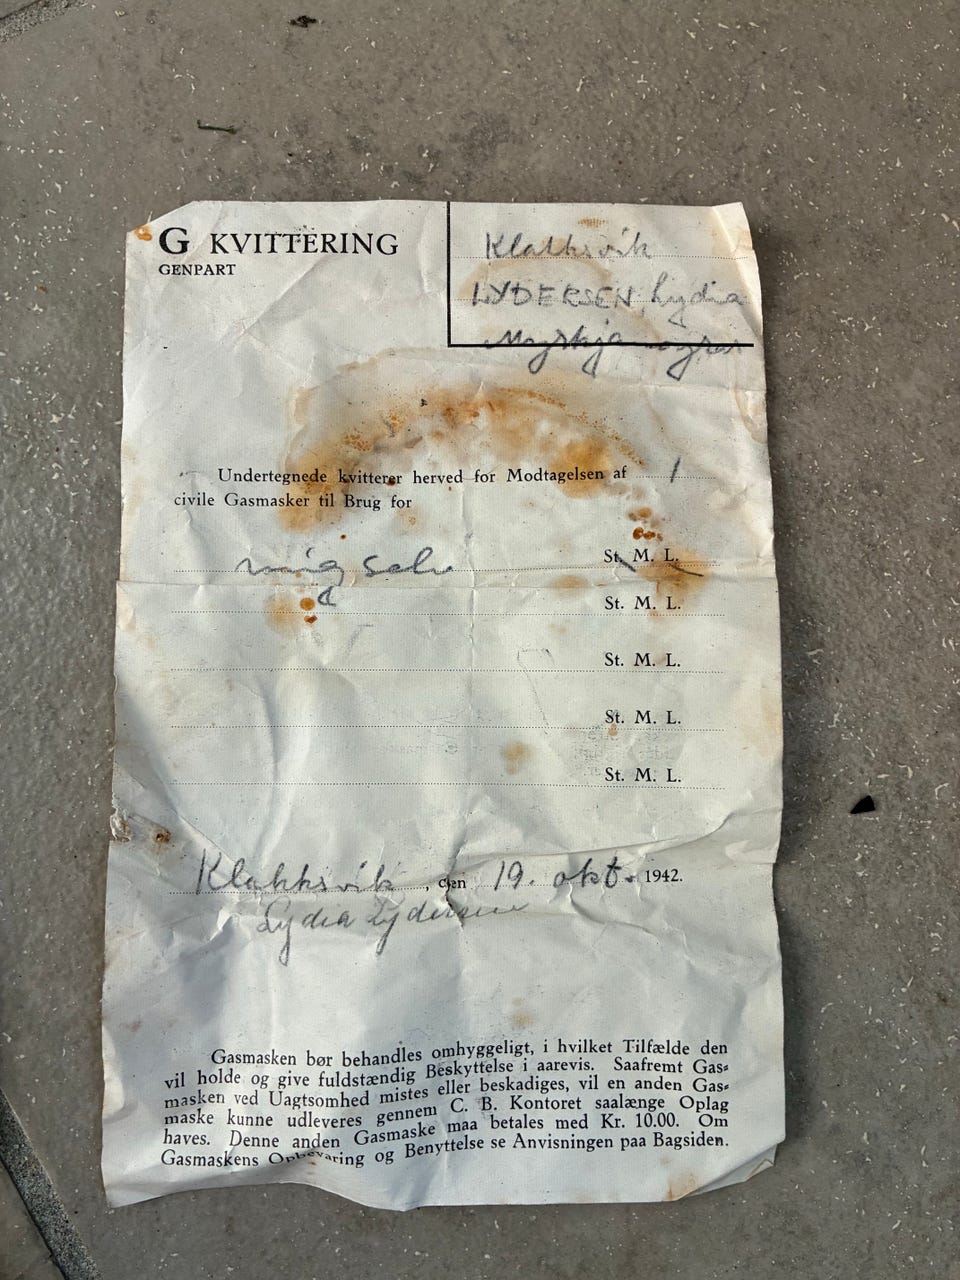 G KVITTERING
GENPART
Klakksvik
LYDERSEN, Lydia
Undertegnede kvitterer herved for Modtagelsen af 1
civile Gasmasker til Brug for
mig selv St. M. L.
St. M. L.
St. M. L.
St. M. L.
St. M. L.
Klakksvik, den 19. okt. 1942.
Lydia Lydersen
Gasmasken bør behandles omhyggeligt, i hvilket Tilfælde den
vil holde og give fuldstændig Beskyttelse i aarevis. Saafremt Gas-
masken ved Uagtsomhed mistes eller beskadiges, vil en anden Gas-
maske kunne udleveres gennem C. B. Kontoret saalænge Oplag
haves. Denne anden Gasmaske maa betales med Kr. 10.00. Om
Gasmaskens Opbevaring og Benyttelse se Anvisningen paa Bagsiden.